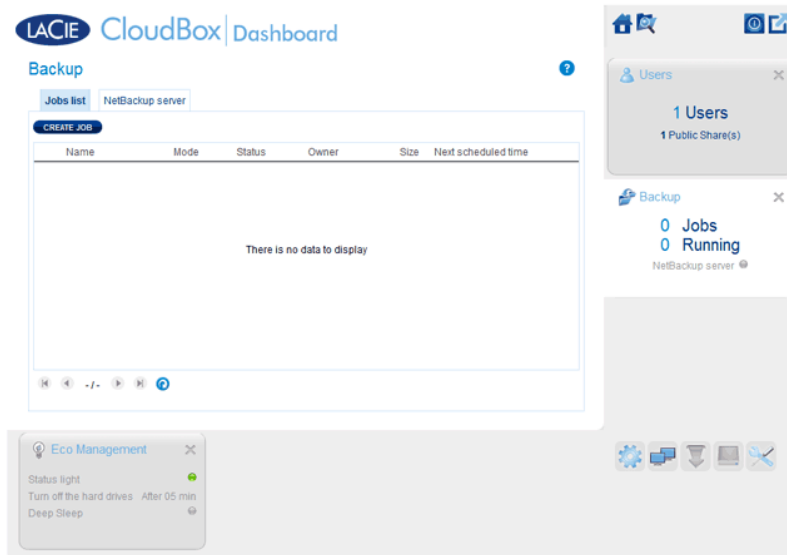 LACIE CloudBox Dashboard
Backup
?
Jobs list NetBackup server
CREATE JOB
Name Mode Status Owner Size Next scheduled time
There is no data to display
-/-
Users
1 Users
1 Public Share(s)
Backup
0 Jobs
0 Running
NetBackup server
Eco Management
Status light
Turn off the hard drives After 05 min
Deep Sleep